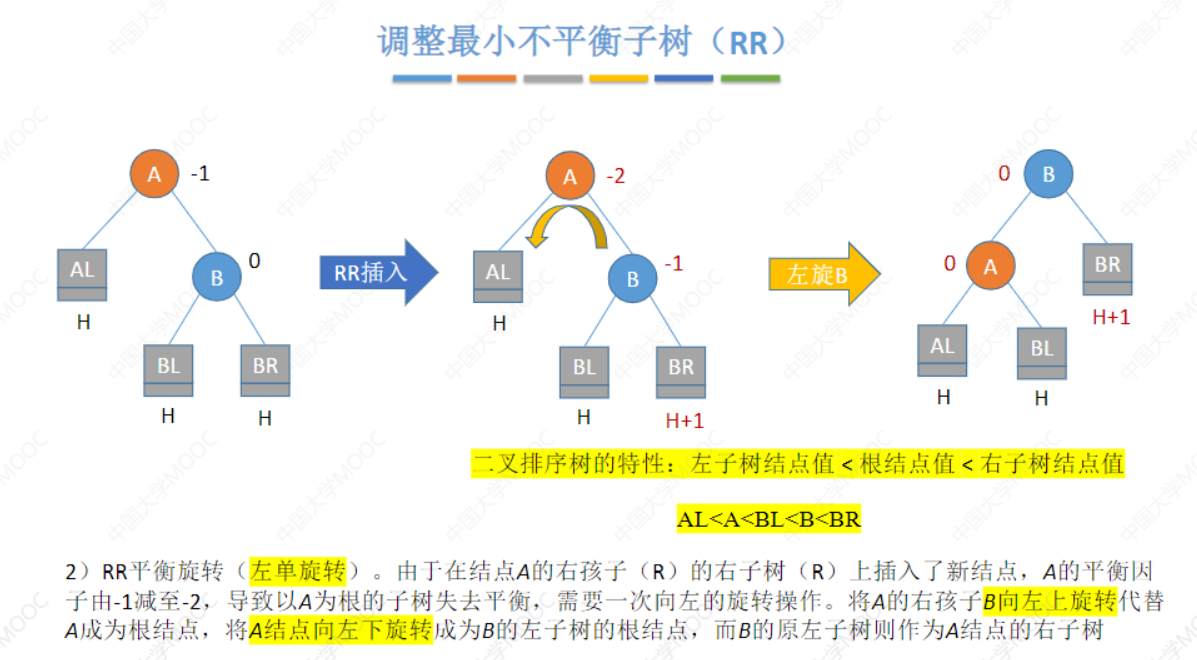 调整最小不平衡子树（RR）
A
-1
AL
H
B
0
BL
H
BR
H
RR插入
A
-2
AL
H
B
-1
BL
H
BR
H+1
左旋B
0
B
0
A
BR
H+1
AL
H
BL
H
二叉排序树的特性：左子树结点值 < 根结点值 < 右子树结点值
AL<A<BL<B<BR
2）RR平衡旋转（左单旋转）。由于在结点A的右孩子（R）的右子树（R）上插入了新结点，A的平衡因
子由-1减至-2，导致以A为根的子树失去平衡，需要一次向左的旋转操作。将A的右孩子B向左上旋转代替
A成为根结点，将A结点向左下旋转成为B的左子树的根结点，而B的原左子树则作为A结点的右子树
中国大学MOOC